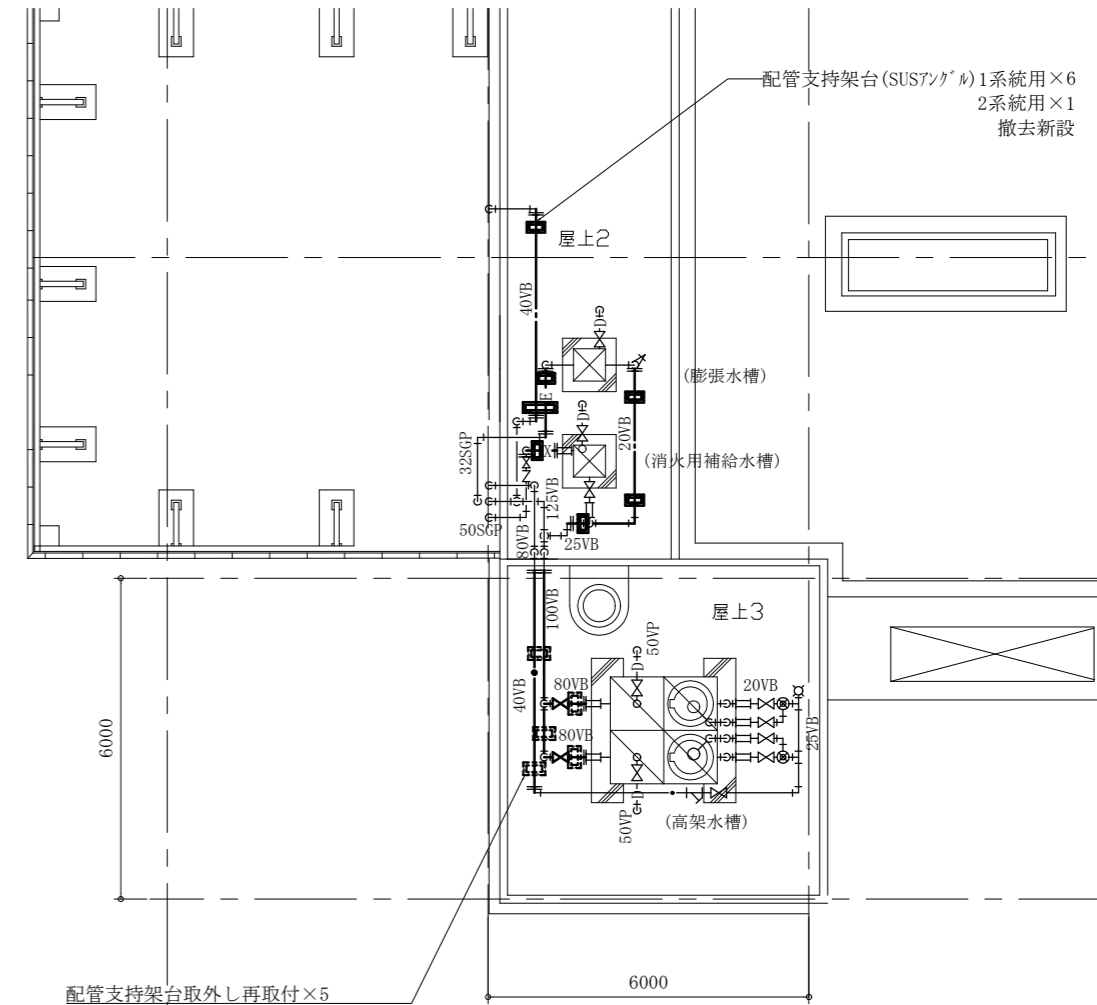 配管支持架台(SUSｱﾝｸﾞﾙ)1系統用×6
2系統用×1
撤去新設
屋上2
40VB
D
(膨張水槽)
E
D
20VB
32SGP
X
(消火用補給水槽)
125VB
50SGP
80VB
25VB
100VB
屋上3
50VP
D
80VB
20VB
40VB
80VB
25VB
6000
D
50VP
(高架水槽)
6000
配管支持架台取外し再取付×5